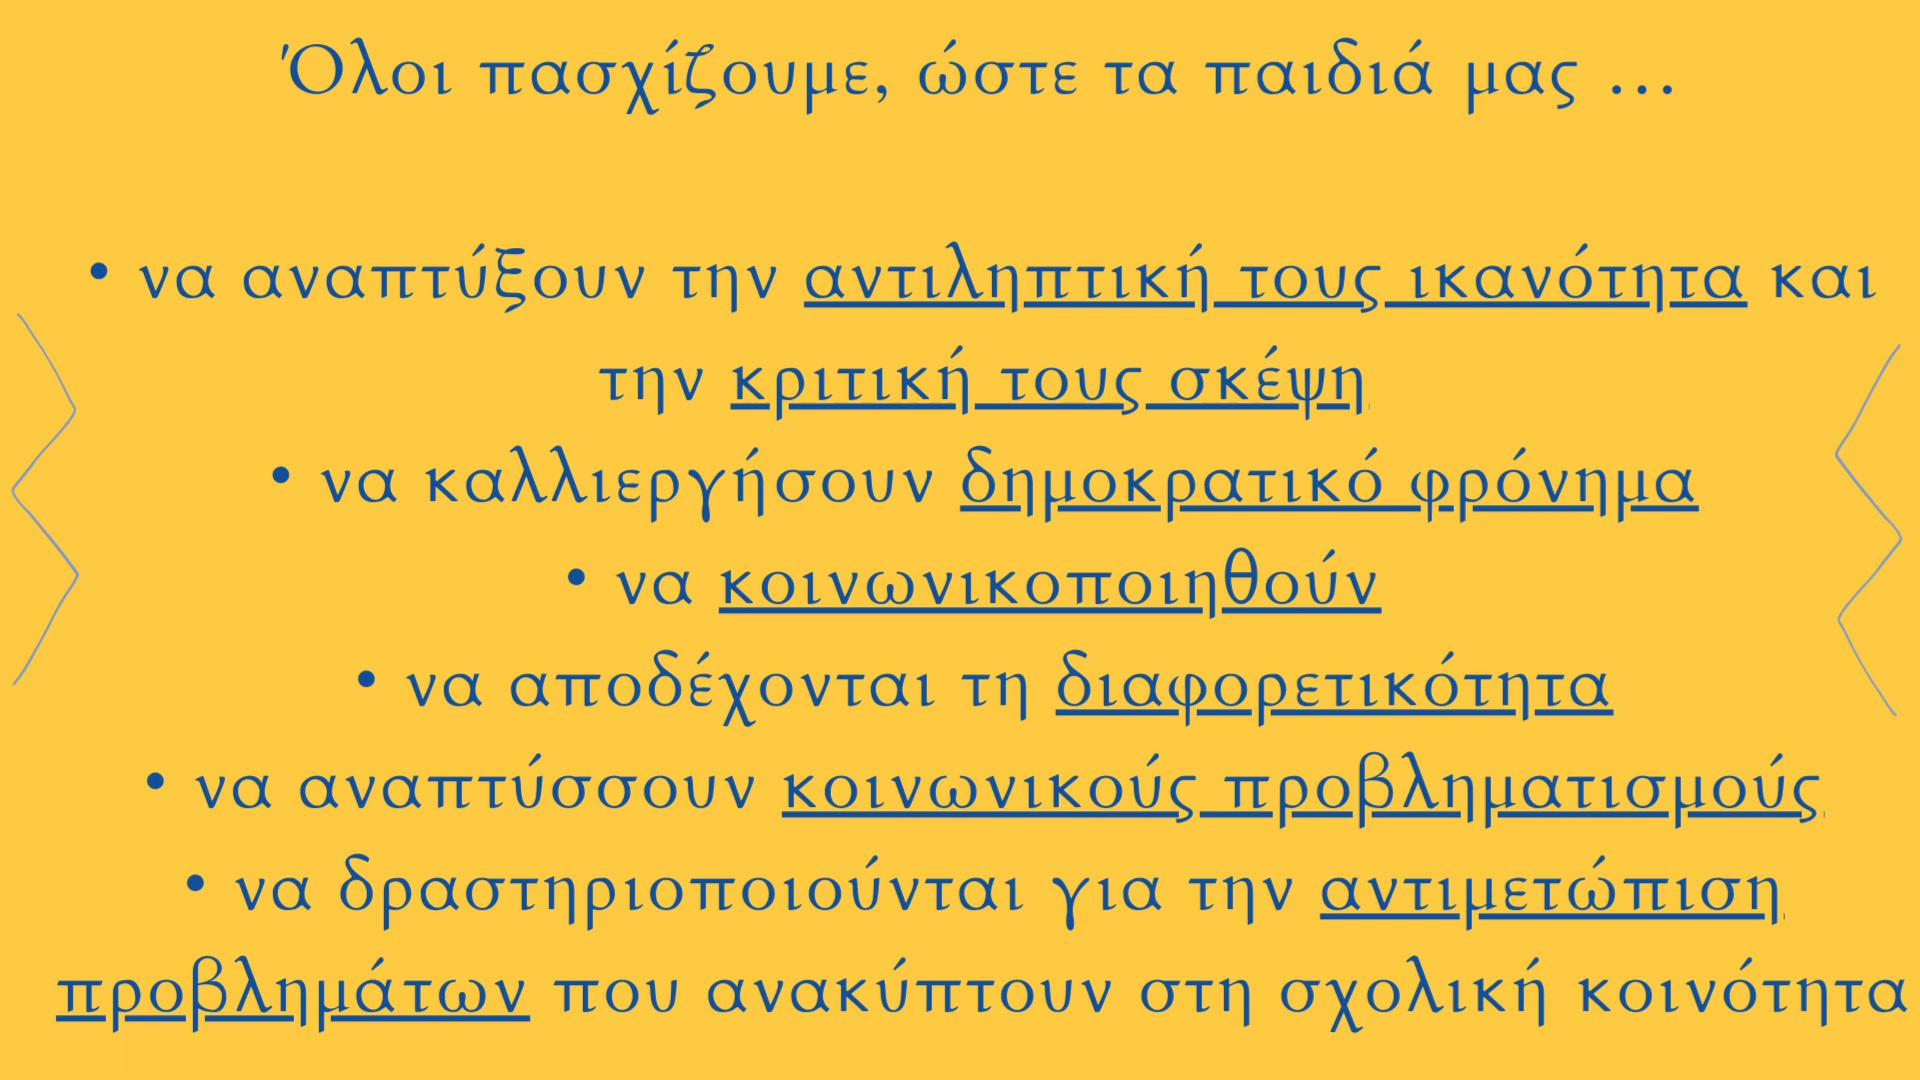 Όλοι πασχίζουμε, ώστε τα παιδιά μας ...
• να αναπτύξουν την αντιληπτική τους ικανότητα και
την κριτική τους σκέψη
• να καλλιεργήσουν δημοκρατικό φρόνημα
• να κοινωνικοποιηθούν
• να αποδέχονται τη διαφορετικότητα
• να αναπτύσσουν κοινωνικούς προβληματισμούς
• να δραστηριοποιούνται για την αντιμετώπιση
προβλημάτων που ανακύπτουν στη σχολική κοινότητα